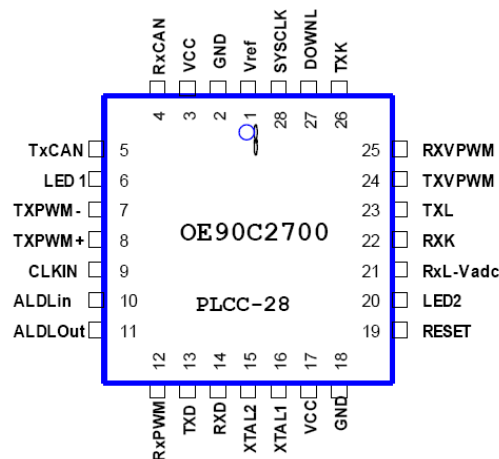 RxCAN VCC GND Vref SYSCLK DOWNL TXK
4 3 2 1 28 27 26
TxCAN 5 25 RXVPWM
LED1 6 24 TXVPWM
TXPWM- 7 23 TXL
TXPWM+ 8 OE90C2700 22 RXK
CLKIN 9 21 RxL-Vadc
ALDLin 10 PLCC-28 20 LED2
ALDLOut 11 19 RESET
12 13 14 15 16 17 18
RxPWM TXD RXD XTAL2 XTAL1 VCC GND